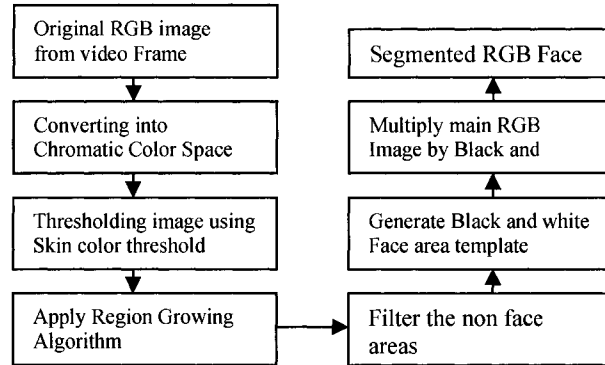 Original RGB image
from video Frame
Converting into
Chromatic Color Space
Thresholding image using
Skin color threshold
Apply Region Growing
Algorithm
Filter the non face
areas
Generate Black and white
Face area template
Multiply main RGB
Image by Black and
Segmented RGB Face